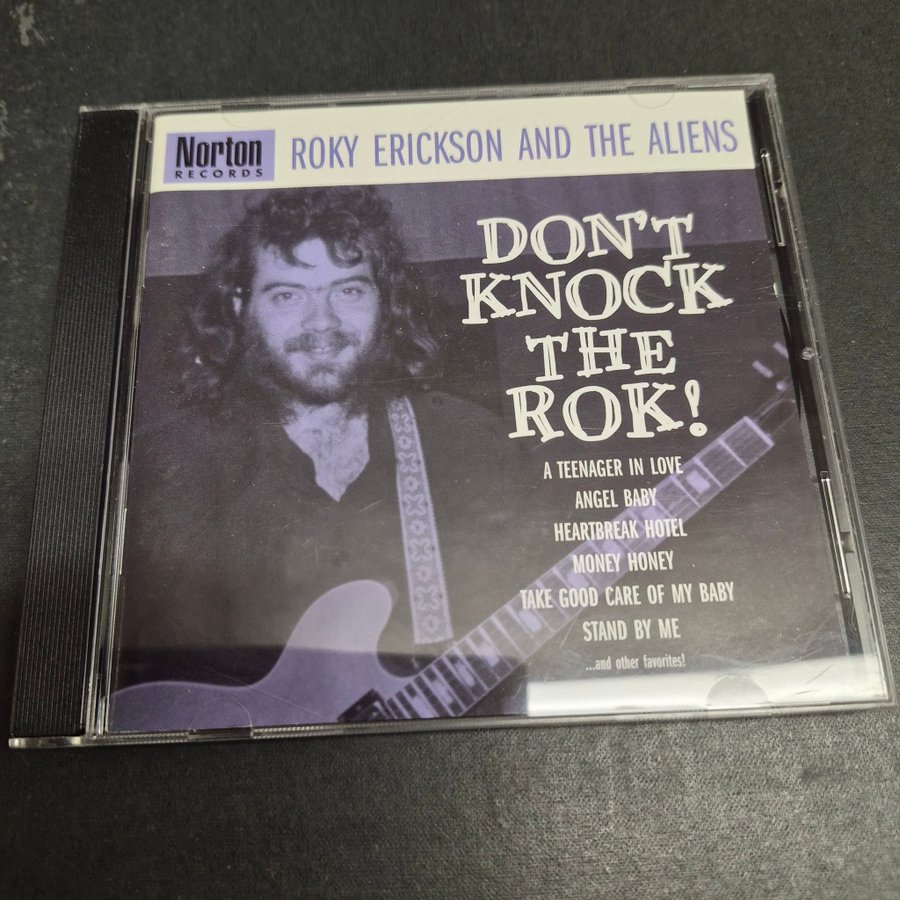 Norton
RECORDS
ROKY ERICKSON AND THE ALIENS
DON'T
KNOCK
THE
ROK!
A TEENAGER IN LOVE
ANGEL BABY
HEARTBREAK HOTEL
MONEY HONEY
TAKE GOOD CARE OF MY BABY
STAND BY ME
...and other favorites!